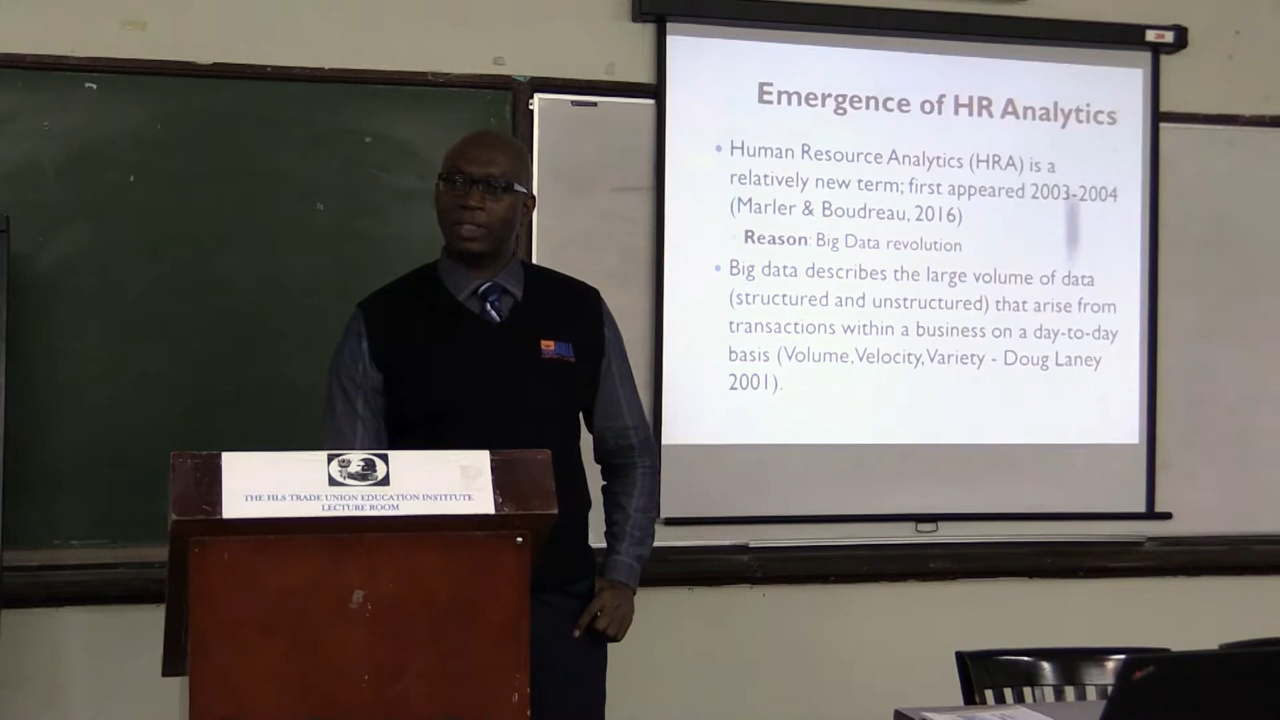 Emergence of HR Analytics
• Human Resource Analytics (HRA) is a
relatively new term; first appeared 2003-2004
(Marler & Boudreau, 2016)
Reason: Big Data revolution
• Big data describes the large volume of data
(structured and unstructured) that arise from
transactions within a business on a day-to-day
basis (Volume, Velocity, Variety - Doug Laney
2001).
THE HLS TRADE UNION EDUCATION INSTITUTE
LECTURE ROOM